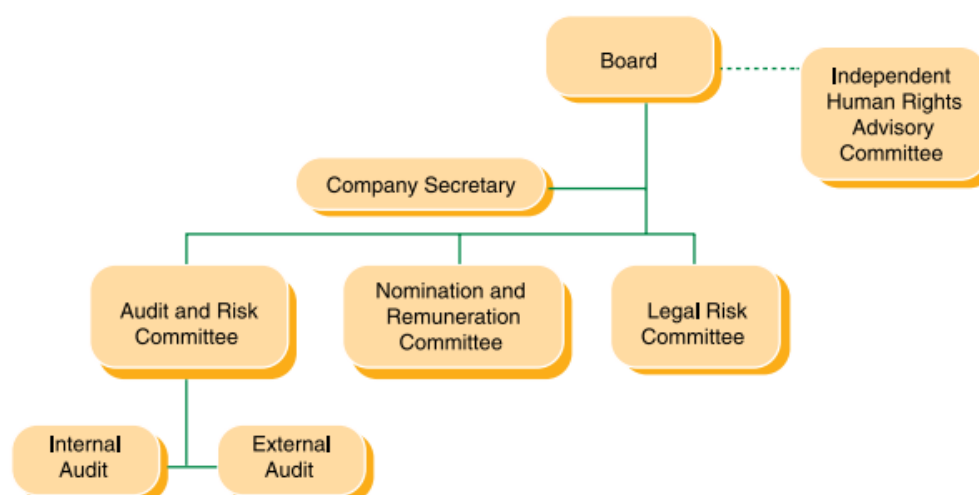 Board
Independent
Human Rights
Advisory
Committee
Company Secretary
Audit and Risk
Committee
Nomination and
Remuneration
Committee
Legal Risk
Committee
Internal
Audit
External
Audit